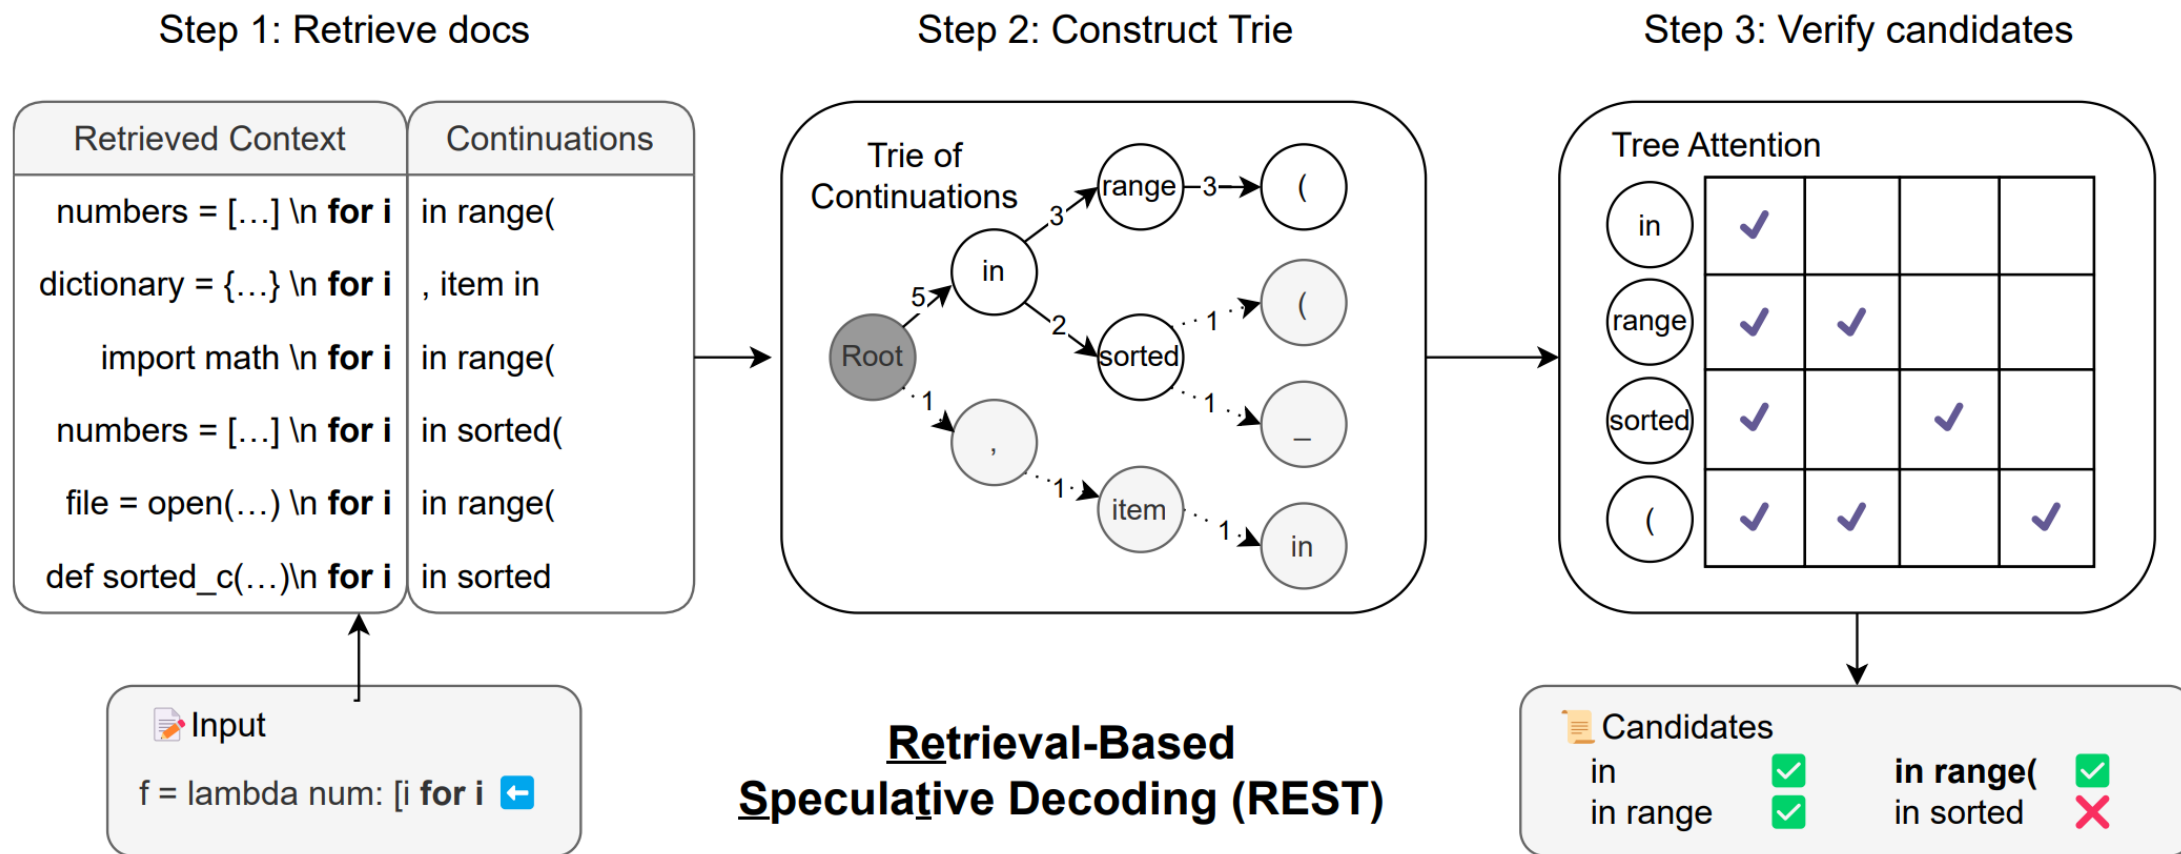 Step 1: Retrieve docs
Step 2: Construct Trie
Step 3: Verify candidates
Retrieved Context
Continuations
numbers = [...] \n for i
in range(
dictionary = {...} \n for i
, item in
import math \n for i
in range(
numbers = [...] \n for i
in sorted(
file = open(...) \n for i
in range(
def sorted_c(...)\n for i
in sorted
Input
f = lambda num: [i for i
Trie of
Continuations
Root
5
in
3
range
3
(
2
sorted
1
(
1
_
1
,
1
item
1
in
Retrieval-Based
Speculative Decoding (REST)
Tree Attention
in
range
sorted
(
Candidates
in
in range(
in range
in sorted